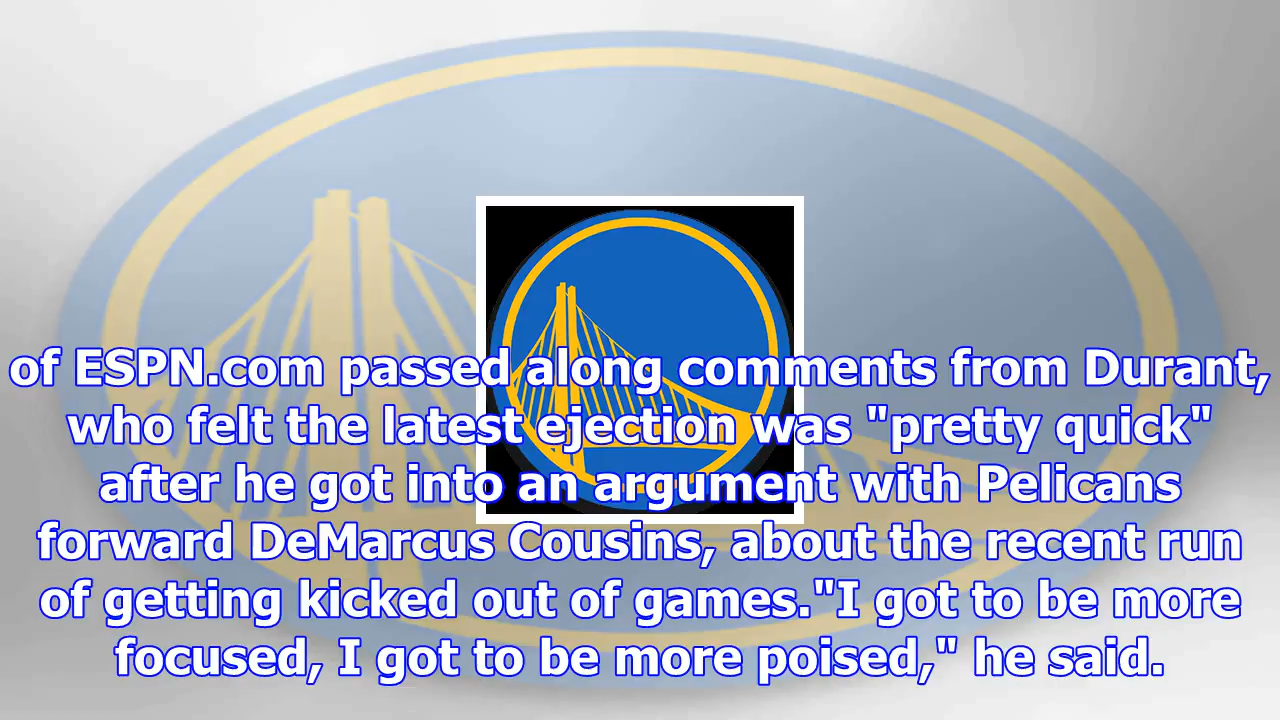 of ESPN.com passed along comments from Durant,
who felt the latest ejection was "pretty quick"
after he got into an argument with Pelicans
forward DeMarcus Cousins, about the recent run
of getting kicked out of games."I got to be more
focused, I got to be more poised," he said.